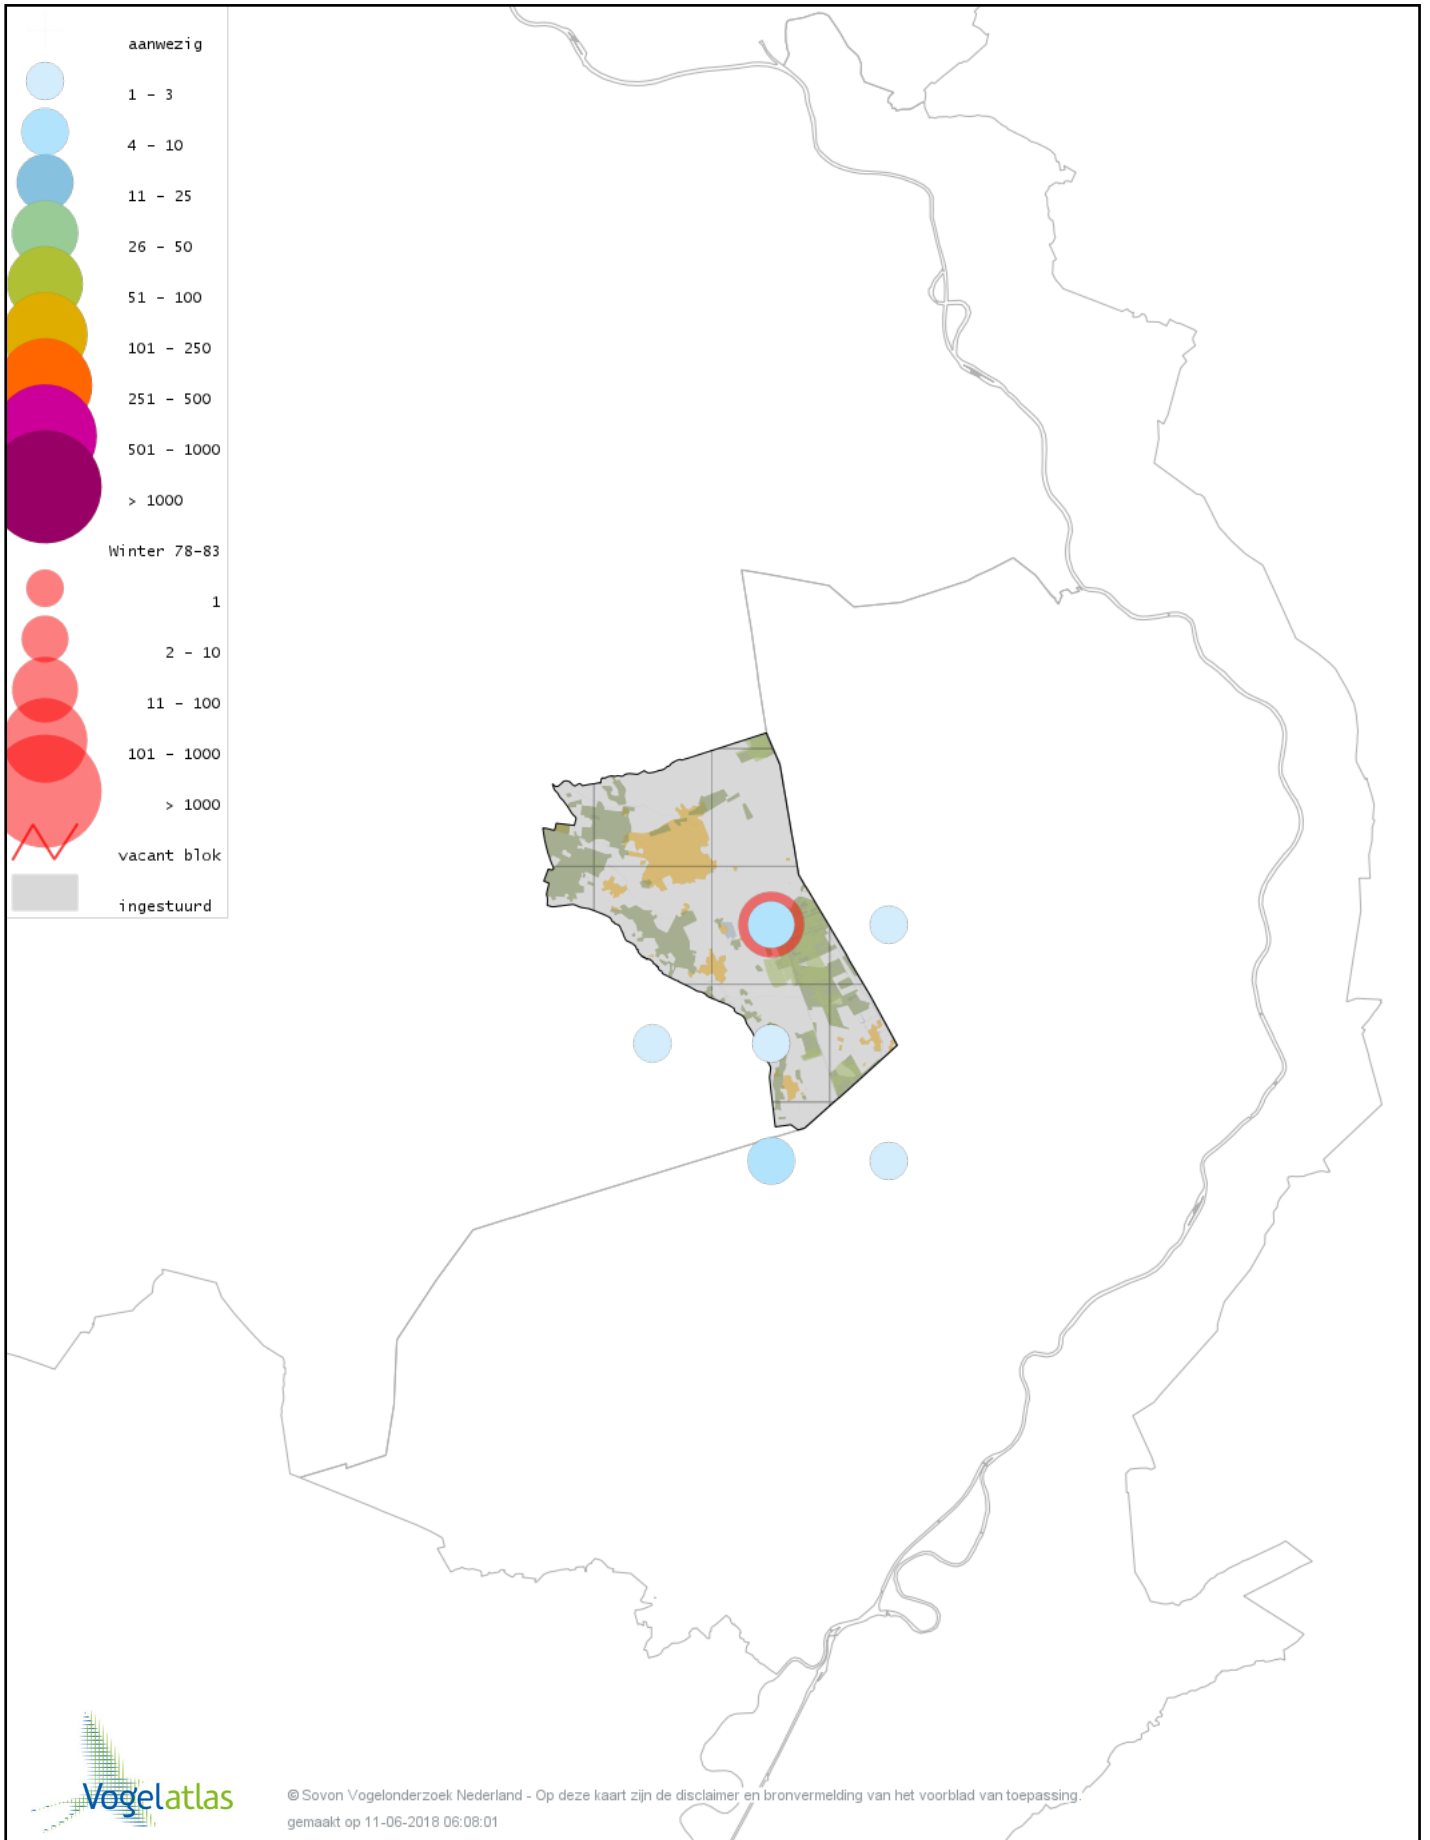 aanwezig
1 - 3
4 - 10
11 - 25
26 - 50
51 - 100
101 - 250
251 - 500
501 - 1000
> 1000
Winter 78-83
1
2 - 10
11 - 100
101 - 1000
> 1000
vacant blok
ingestuurd
Vogelatlas
© Sovon Vogelonderzoek Nederland - Op deze kaart zijn de disclaimer en bronvermelding van het voorblad van toepassing.
gemaakt op 11-06-2018 06:08:01